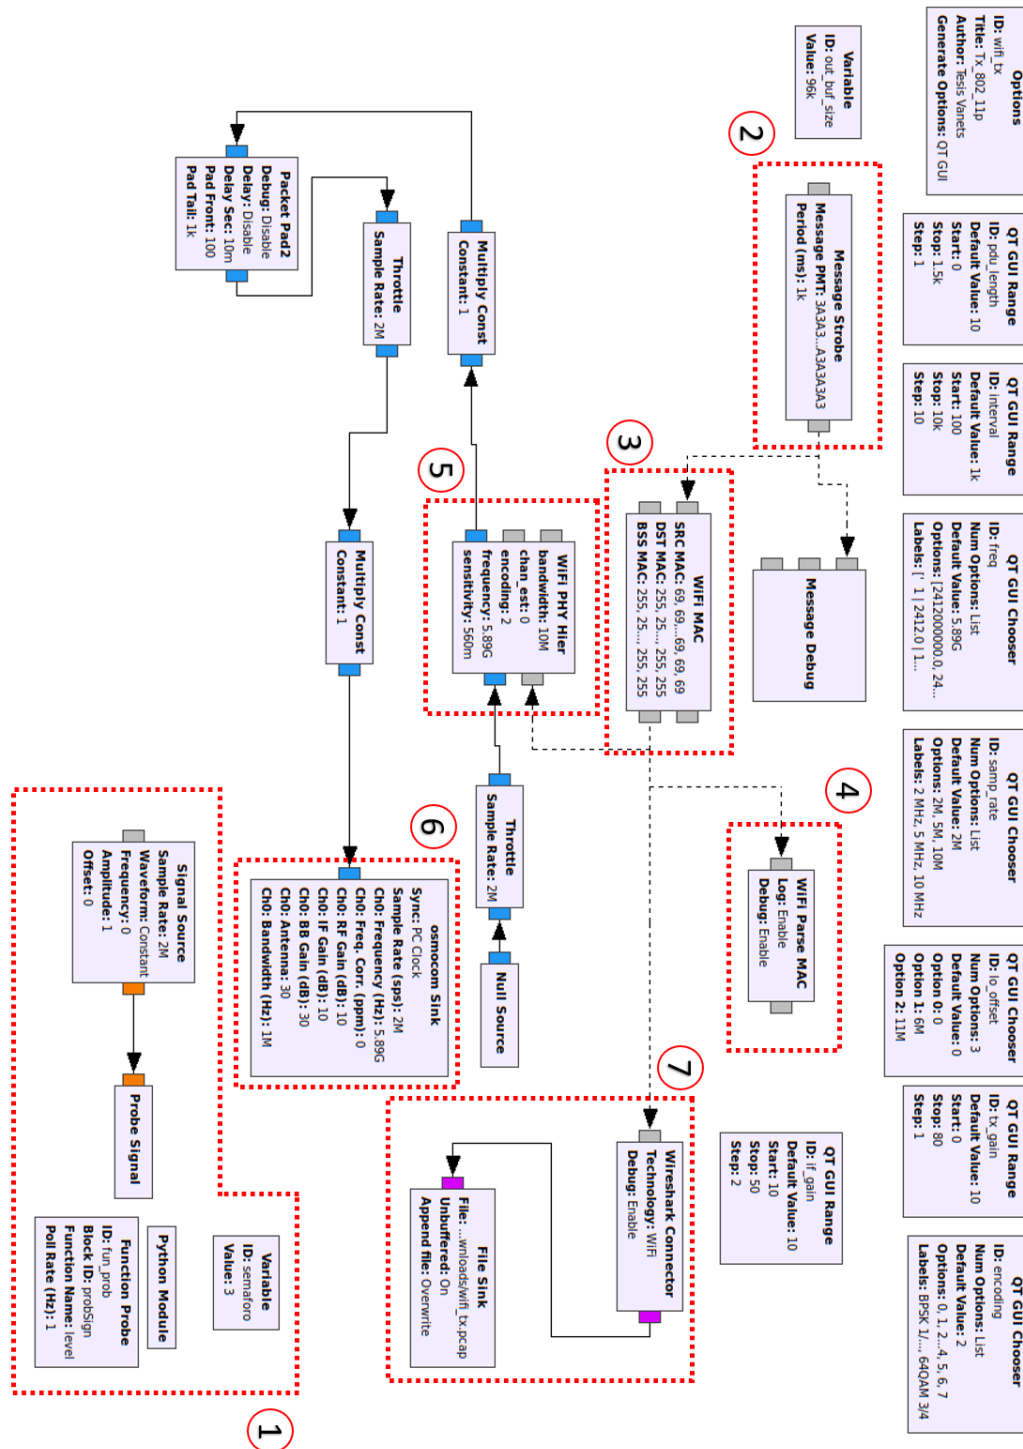 Options
ID: wifi_tx
Title: Tx_802_11p
Author: Tesis Vanets
Generate Options: QT GUI
QT GUI Range
ID: pdu_length
Default Value: 10
Start: 0
Stop: 1.5k
Step: 1
QT GUI Range
ID: interval
Default Value: 1k
Start: 100
Stop: 10k
Step: 10
QT GUI Chooser
ID: freq
Num Options: List
Default Value: 5.89G
Options: [2412000000.0, 24...
Labels: [' 1 | 2412.0 | 1...
QT GUI Chooser
ID: samp_rate
Num Options: List
Default Value: 2M
Options: 2M, 5M, 10M
Labels: 2 MHz, 5 MHz, 10 MHz
QT GUI Chooser
ID: lo_offset
Num Options: 3
Default Value: 0
Option 0: 0
Option 1: 6M
Option 2: 11M
QT GUI Range
ID: tx_gain
Default Value: 10
Start: 0
Stop: 80
Step: 1
QT GUI Chooser
ID: encoding
Num Options: List
Default Value: 2
Options: 0, 1, 2...4, 5, 6, 7
Labels: BPSK 1/..., 64QAM 3/4
Variable
ID: out_buf_size
Value: 96k
2
Message Strobe
Message PMT: 3A3A3...A3A3A3A3
Period (ms): 1k
Message Debug
4
WiFi Parse MAC
Log: Enable
Debug: Enable
QT GUI Range
ID: if_gain
Default Value: 10
Start: 10
Stop: 50
Step: 2
3
WiFi MAC
SRC MAC: 69, 69,...69, 69, 69
DST MAC: 255, 25..., 255, 255
BSS MAC: 255, 25..., 255, 255
7
Wireshark Connector
Technology: WiFi
Debug: Enable
File Sink
File: ...wnloads/wifi_tx.pcap
Unbuffered: On
Append file: Overwrite
5
WiFi PHY Hier
bandwidth: 10M
chan_est: 0
encoding: 2
frequency: 5.89G
sensitivity: 560m
Throttle
Sample Rate: 2M
Null Source
Multiply Const
Constant: 1
Throttle
Sample Rate: 2M
Packet Pad2
Debug: Disable
Delay: Disable
Delay Sec: 10m
Pad Front: 100
Pad Tail: 1k
Multiply Const
Constant: 1
6
osmocom Sink
Sync: PC Clock
Sample Rate (sps): 2M
Ch0: Frequency (Hz): 5.89G
Ch0: Freq. Corr. (ppm): 0
Ch0: RF Gain (dB): 10
Ch0: IF Gain (dB): 10
Ch0: BB Gain (dB): 30
Ch0: Antenna: 30
Ch0: Bandwidth (Hz): 1M
1
Signal Source
Sample Rate: 2M
Waveform: Constant
Frequency: 0
Amplitude: 1
Offset: 0
Probe Signal
Variable
ID: semaforo
Value: 3
Python Module
Function Probe
ID: fun_prob
Block ID: probSign
Function Name: level
Poll Rate (Hz): 1